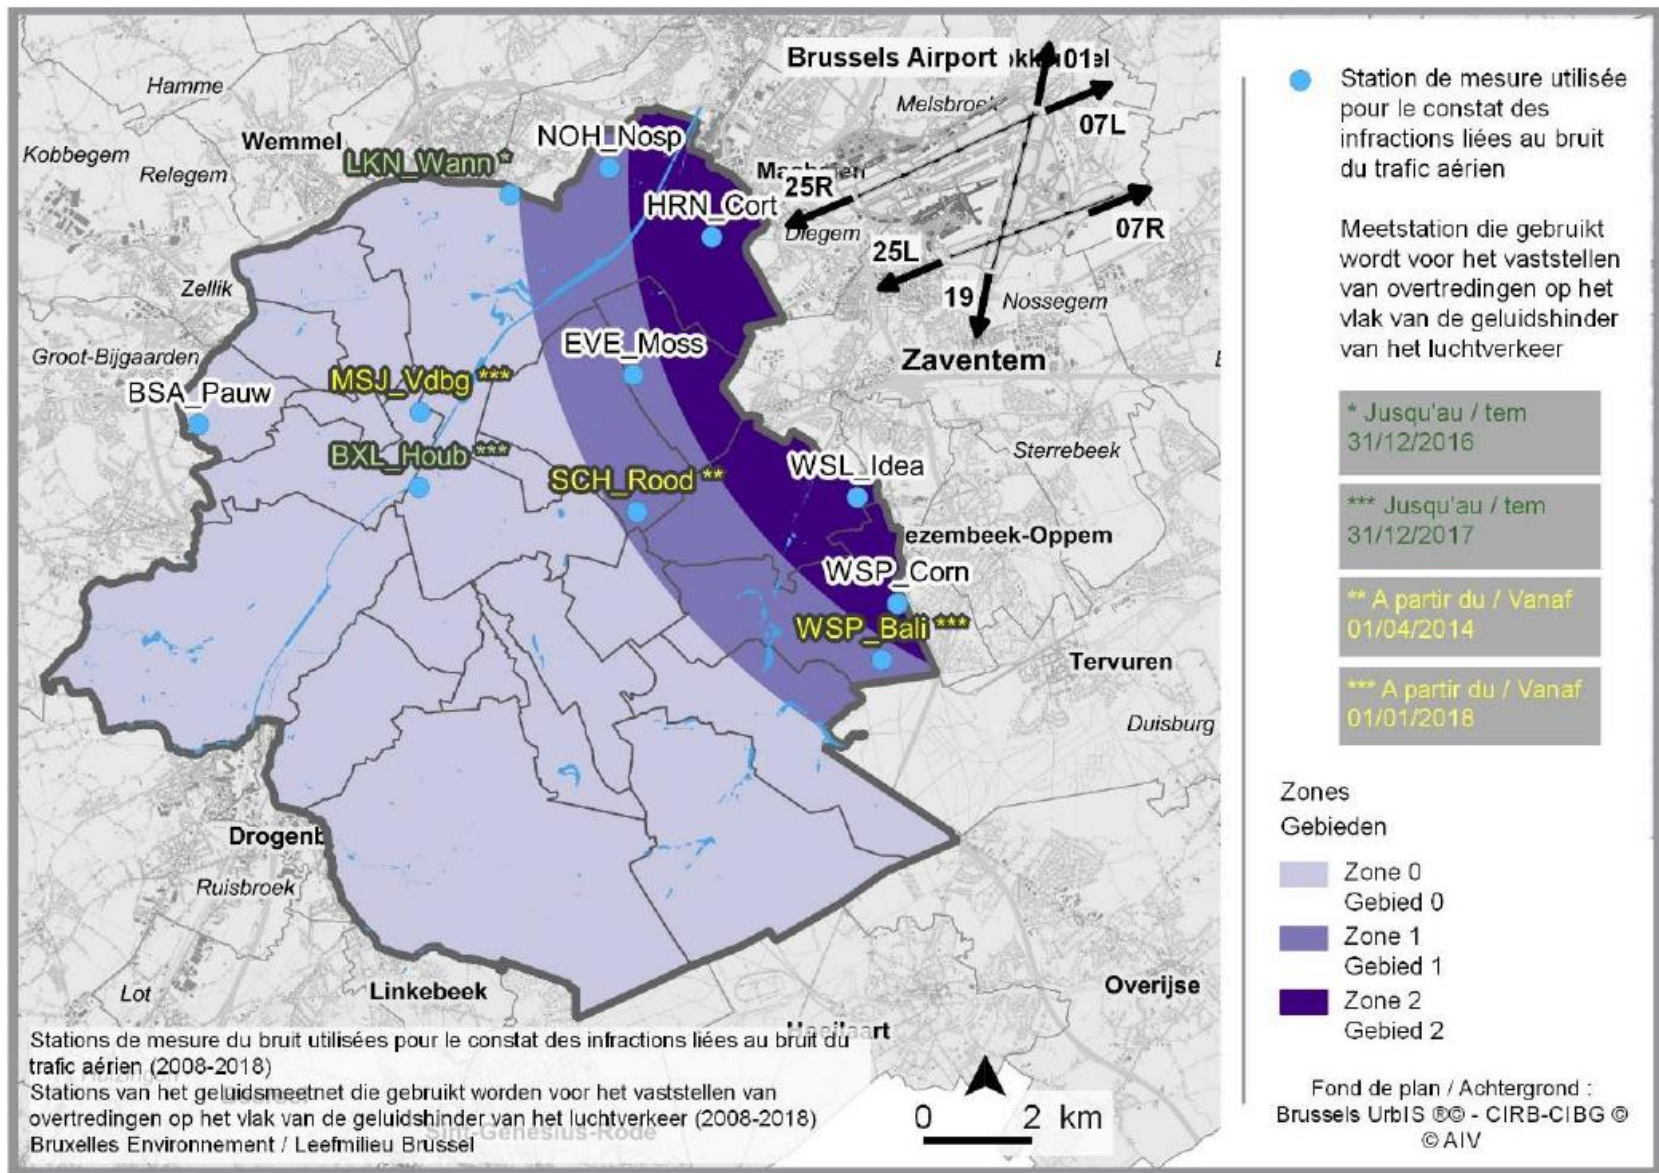 Brussels Airport
01
Melsbroek
07L
Hamme
Wemmel
NOH_Nosp
Kobbegem
LKN_Wann *
Relegem
25R
HRN_Cort
Diegem
07R
25L
Zellik
19
Nossegem
EVE_Moss
Groot-Bijgaarden
Zaventem
MSJ_Vdbg ***
BSA_Pauw
BXL_Houb ***
Sterrebeek
WSL_Idea
SCH_Rood **
ezembeek-Oppem
WSP_Corn
WSP_Bali ***
Tervuren
Duisburg
Drogenb
Ruisbroek
Lot
Linkebeek
Overijse
Stations de mesure du bruit utilisées pour le constat des infractions liées au bruit du
trafic aérien (2008-2018)
Stations van het geluidsmeetnet die gebruikt worden voor het vaststellen van
overtredingen op het vlak van de geluidshinder van het luchtverkeer (2008-2018)
Bruxelles Environnement / Leefmilieu Brussel
Sint-Genesius-Rode
0 2 km
Station de mesure utilisée
pour le constat des
infractions liées au bruit
du trafic aérien
Meetstation die gebruikt
wordt voor het vaststellen
van overtredingen op het
vlak van de geluidshinder
van het luchtverkeer
* Jusqu'au / tem
31/12/2016
*** Jusqu'au / tem
31/12/2017
** A partir du / Vanaf
01/04/2014
*** A partir du / Vanaf
01/01/2018
Zones
Gebieden
Zone 0
Gebied 0
Zone 1
Gebied 1
Zone 2
Gebied 2
Fond de plan / Achtergrond :
Brussels UrbIS ®© - CIRB-CIBG ©
© AIV